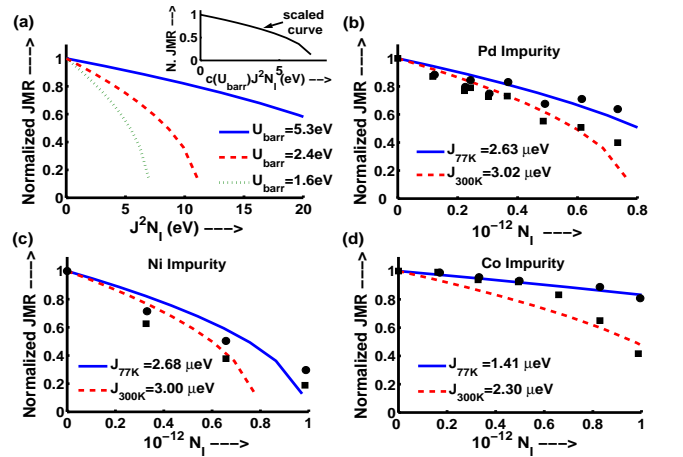 (a)
N. JMR --->
1
0.5
0
0
5
scaled
curve
c(U_barr)J²N_I (eV) --->
Normalized JMR --->
1
0.8
0.6
0.4
0.2
0
0
5
10
15
20
U_barr=5.3eV
U_barr=2.4eV
U_barr=1.6eV
J²N_I (eV) --->
(b)
Pd Impurity
Normalized JMR --->
1
0.8
0.6
0.4
0.2
0
0
0.2
0.4
0.6
0.8
J_77K=2.63 μeV
J_300K=3.02 μeV
10⁻¹² N_I --->
(c)
Ni Impurity
Normalized JMR --->
1
0.8
0.6
0.4
0.2
0
0
0.2
0.4
0.6
0.8
1
J_77K=2.68 μeV
J_300K=3.00 μeV
10⁻¹² N_I --->
(d)
Co Impurity
Normalized JMR --->
1
0.8
0.6
0.4
0.2
0
0
0.2
0.4
0.6
0.8
1
J_77K=1.41 μeV
J_300K=2.30 μeV
10⁻¹² N_I --->